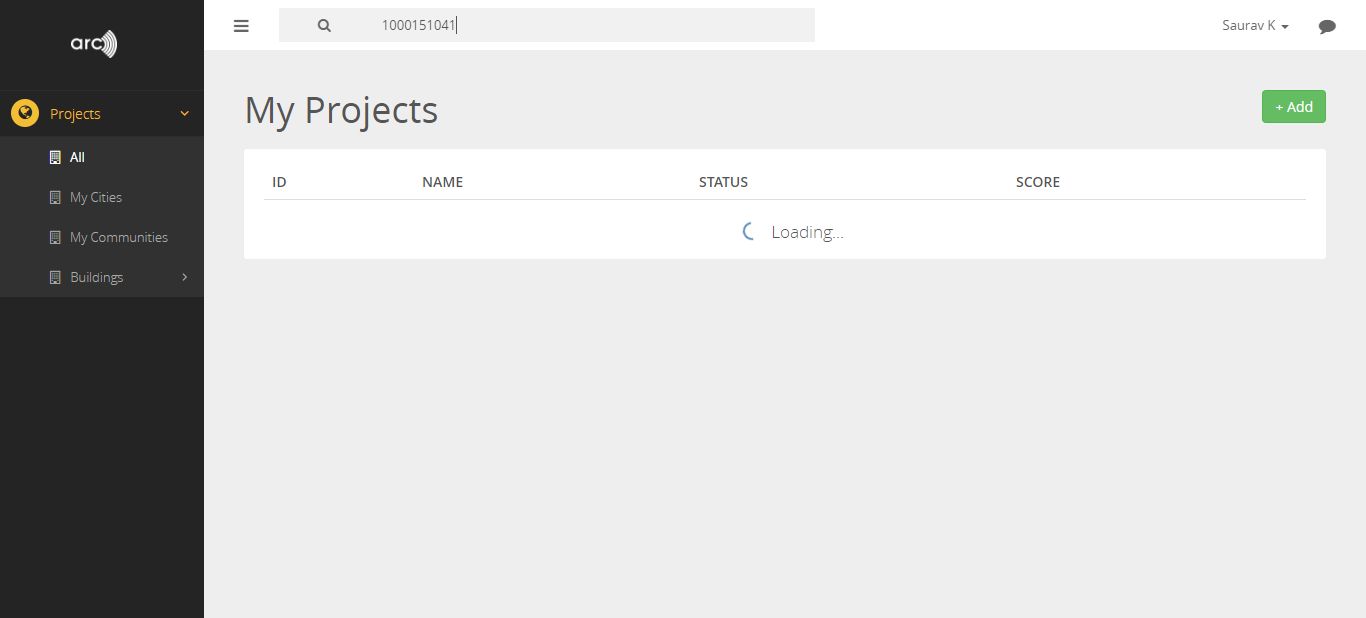 arc
1000151041
Saurav K
Projects
All
My Cities
My Communities
Buildings
My Projects
+ Add
ID NAME STATUS SCORE
Loading...